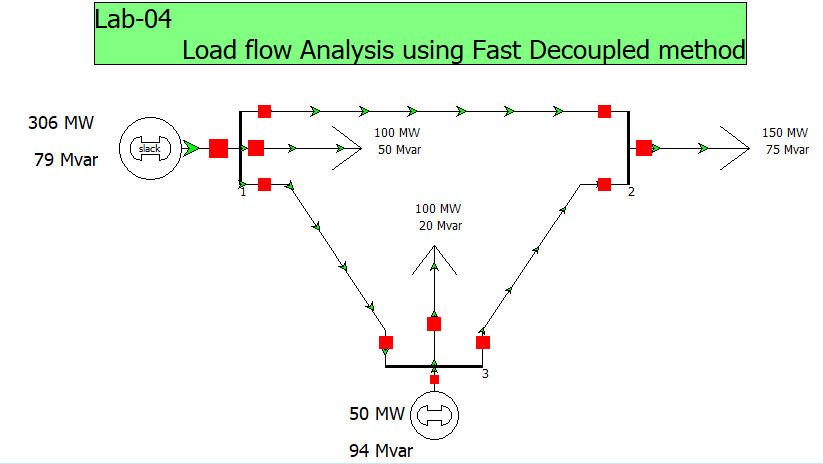 Lab-04
Load flow Analysis using Fast Decoupled method
306 MW
79 Mvar
slack
1
100 MW
50 Mvar
2
150 MW
75 Mvar
100 MW
20 Mvar
3
50 MW
94 Mvar